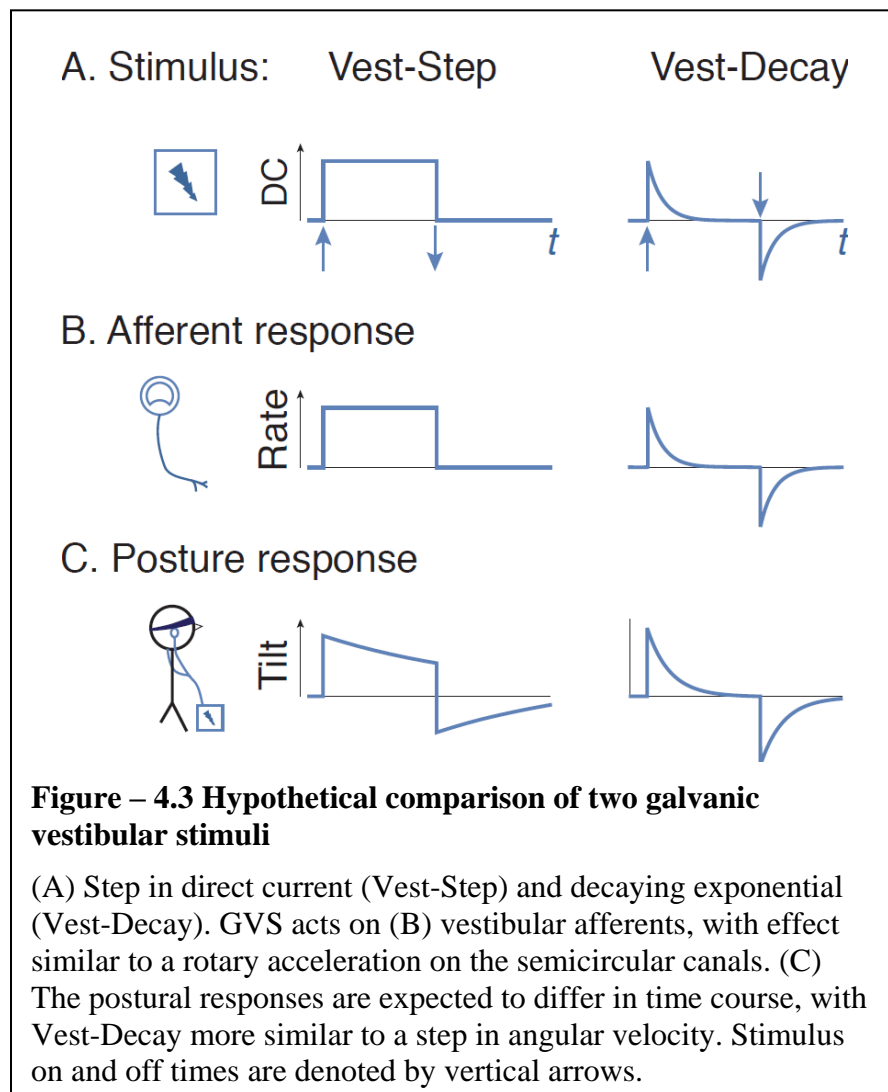 A. Stimulus: Vest-Step Vest-Decay
DC
t t
B. Afferent response
Rate
C. Posture response
Tilt
Figure – 4.3 Hypothetical comparison of two galvanic
vestibular stimuli
(A) Step in direct current (Vest-Step) and decaying exponential
(Vest-Decay). GVS acts on (B) vestibular afferents, with effect
similar to a rotary acceleration on the semicircular canals. (C)
The postural responses are expected to differ in time course, with
Vest-Decay more similar to a step in angular velocity. Stimulus
on and off times are denoted by vertical arrows.